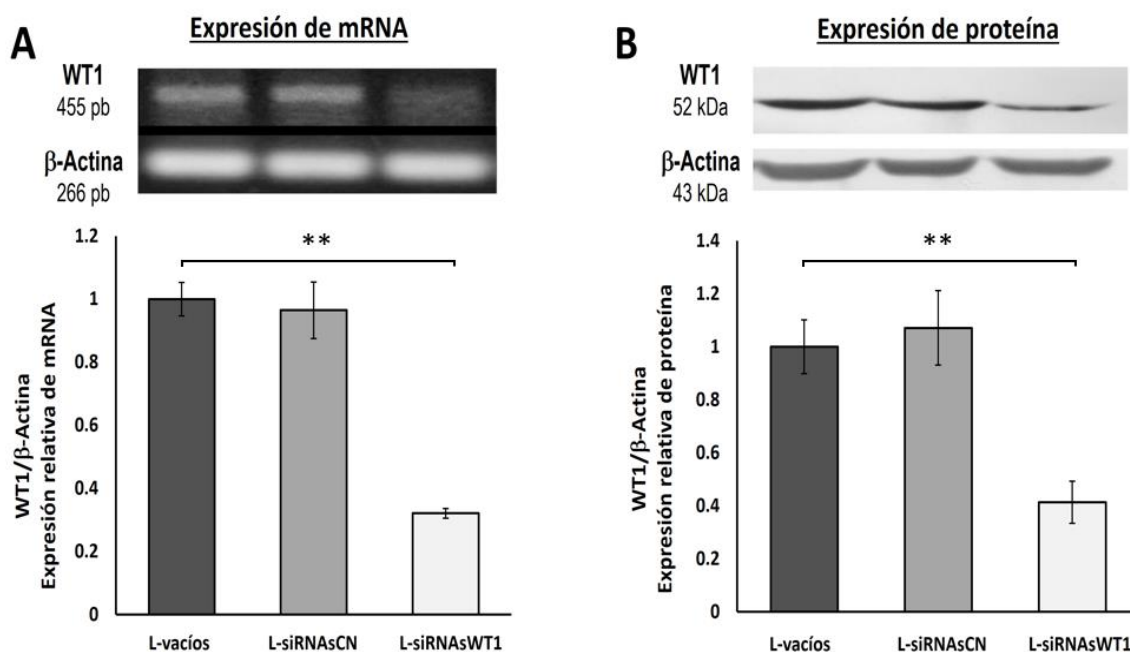 A
Expresión de mRNA
WT1
455 pb
β-Actina
266 pb
WT1/β-Actina
Expresión relativa de mRNA
1.2
1
0.8
0.6
0.4
0.2
0
**
L-vacíos
L-siRNAsCN
L-siRNAsWT1
B
Expresión de proteína
WT1
52 kDa
β-Actina
43 kDa
WT1/β-Actina
Expresión relativa de proteína
1.4
1.2
1
0.8
0.6
0.4
0.2
0
**
L-vacíos
L-siRNAsCN
L-siRNAsWT1